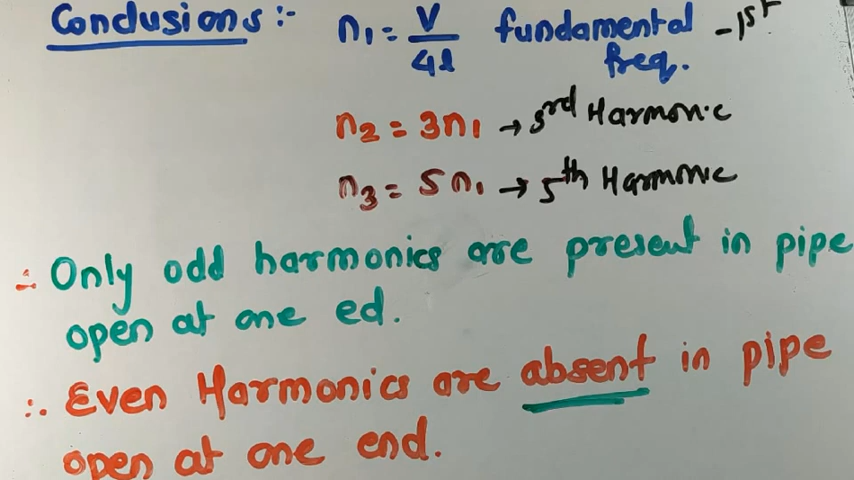 Conclusions :- n₁ = V/4l fundamental freq. - 1st
n₂ = 3n₁ → 3rd Harmonic
n₃ = 5n₁ → 5th Harmonic
∴ Only odd harmonics are present in pipe
open at one ed.
∴ Even Harmonics are absent in pipe
open at one end.